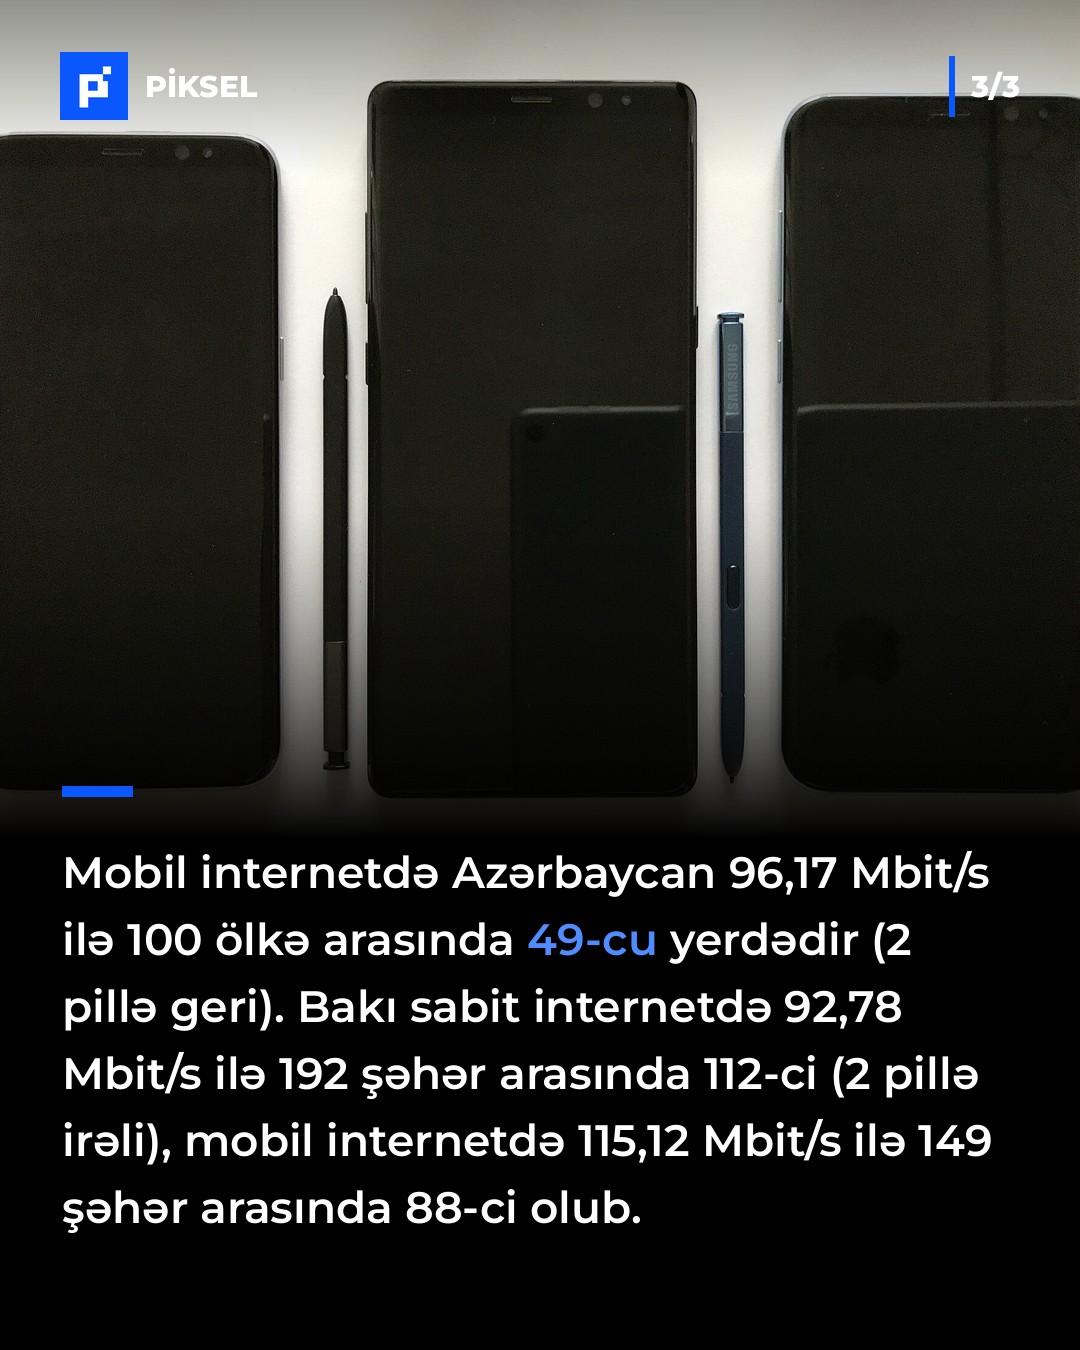 PİKSEL
3/3
SAMSUNG
Mobil internetdə Azərbaycan 96,17 Mbit/s
ilə 100 ölkə arasında 49-cu yerdədir (2
pillə geri). Bakı sabit internetdə 92,78
Mbit/s ilə 192 şəhər arasında 112-ci (2 pillə
irəli), mobil internetdə 115,12 Mbit/s ilə 149
şəhər arasında 88-ci olub.